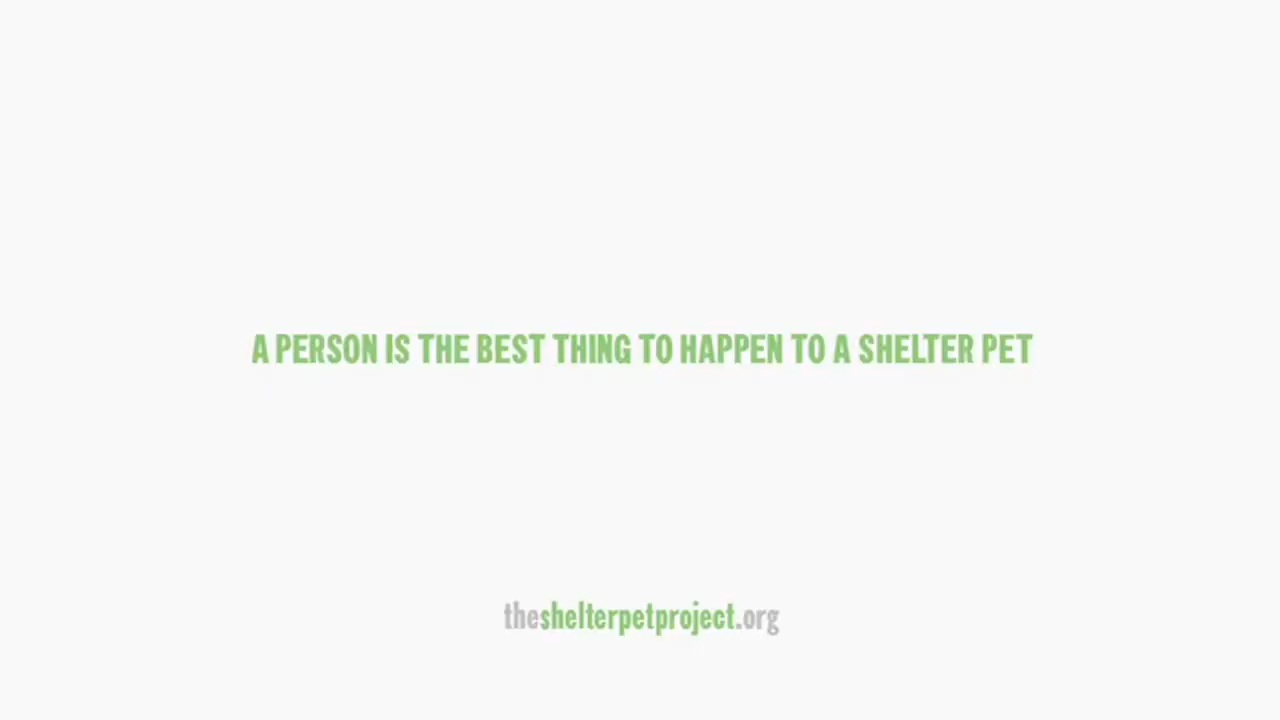 A PERSON IS THE BEST THING TO HAPPEN TO A SHELTER PET
theshelterpetproject.org